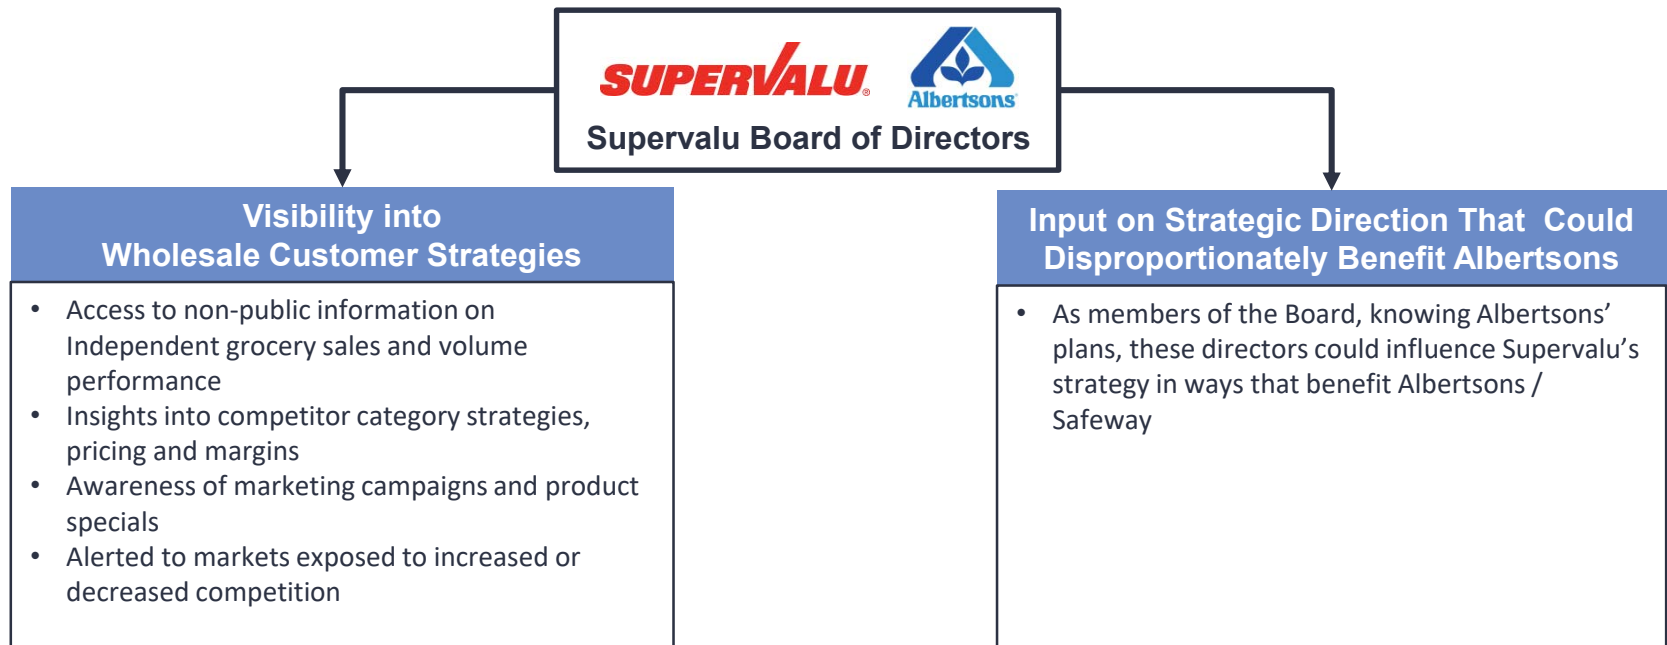 SUPERVALU®
Albertsons®
Supervalu Board of Directors
Visibility into
Wholesale Customer Strategies
• Access to non-public information on
Independent grocery sales and volume
performance
• Insights into competitor category strategies,
pricing and margins
• Awareness of marketing campaigns and product
specials
• Alerted to markets exposed to increased or
decreased competition
Input on Strategic Direction That Could
Disproportionately Benefit Albertsons
• As members of the Board, knowing Albertsons’
plans, these directors could influence Supervalu’s
strategy in ways that benefit Albertsons /
Safeway